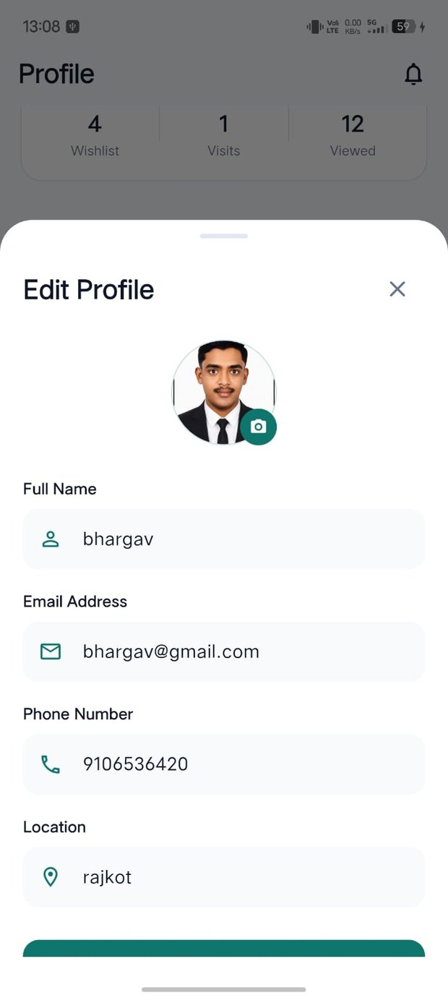 13:08
Vo) 0.00 5G 59
LTE KB/s
Profile
4 1 12
Wishlist Visits Viewed
Edit Profile
Full Name
bhargav
Email Address
bhargav@gmail.com
Phone Number
9106536420
Location
rajkot